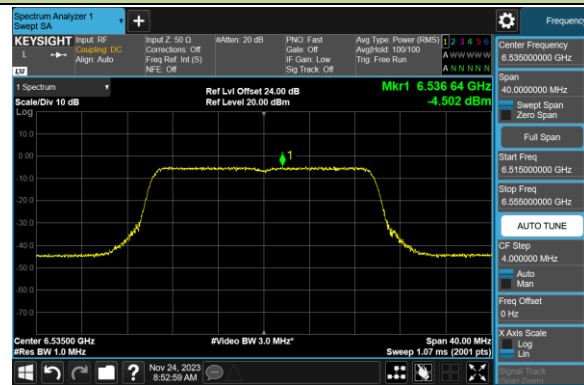 Spectrum Analyzer 1
Swept SA
Frequency
KEYSIGHT
L
LXI
Input: RF
Coupling: DC
Align: Auto
Input Z: 50 Ω
Corrections: Off
Freq Ref: Int (S)
NFE: Off
#Atten: 20 dB
PNO: Fast
Gate: Off
IF Gain: Low
Sig Track: Off
Avg Type: Power (RMS)
Avg|Hold: 100/100
Trig: Free Run
1 2 3 4 5 6
A W W W W W
A N N N N N
1 Spectrum
Scale/Div 10 dB
Ref Lvl Offset 24.00 dB
Ref Level 20.00 dBm
Mkr1 6.536 64 GHz
-4.502 dBm
Log
10.0
0.00
-10.0
-20.0
-30.0
-40.0
-50.0
-60.0
-70.0
1
Center 6.53500 GHz
#Res BW 1.0 MHz
#Video BW 3.0 MHz*
Span 40.00 MHz
Sweep 1.07 ms (2001 pts)
Nov 24, 2023
8:52:59 AM
Center Frequency
6.535000000 GHz
Span
40.0000000 MHz
Swept Span
Zero Span
Full Span
Start Freq
6.515000000 GHz
Stop Freq
6.555000000 GHz
AUTO TUNE
CF Step
4.000000 MHz
Auto
Man
Freq Offset
0 Hz
X Axis Scale
Log
Lin
Signal Track
(Span Zoom)